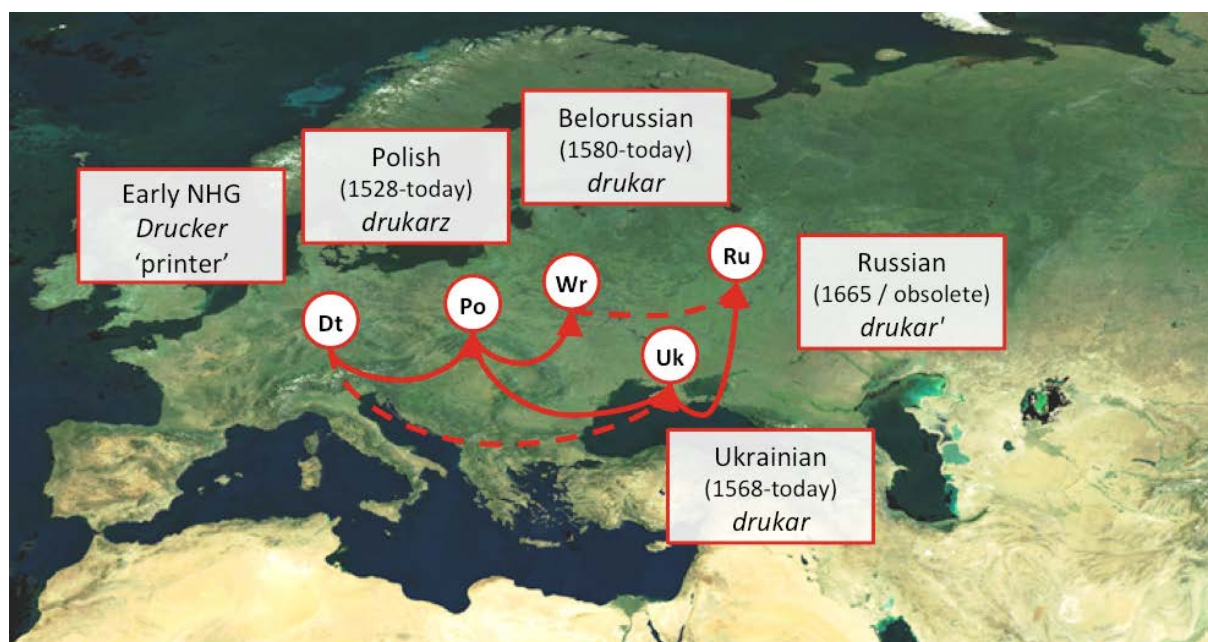 Early NHG
Drucker
‘printer’
Polish
(1528-today)
drukarz
Belorussian
(1580-today)
drukar
Russian
(1665 / obsolete)
drukar'
Ukrainian
(1568-today)
drukar
Dt
Po
Wr
Uk
Ru